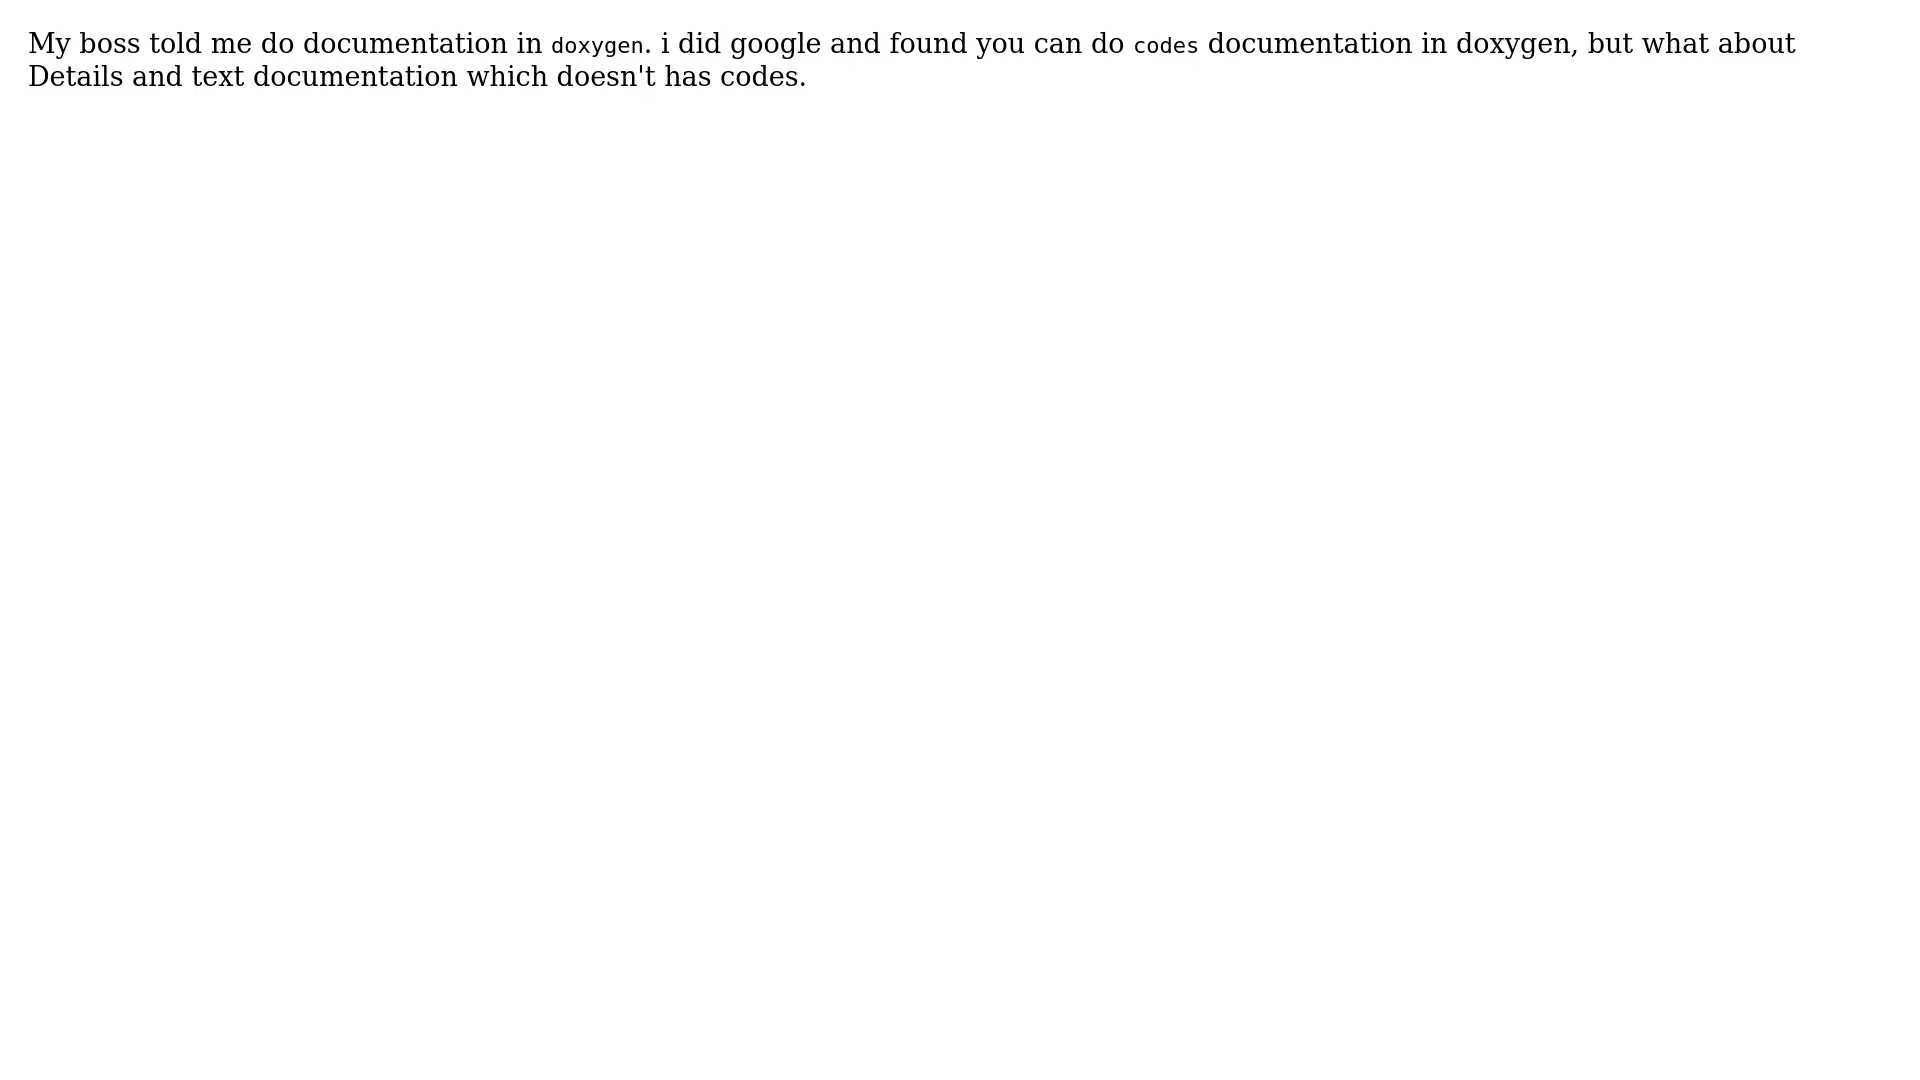 My boss told me do documentation in doxygen. i did google and found you can do codes documentation in doxygen, but what about
Details and text documentation which doesn't has codes.